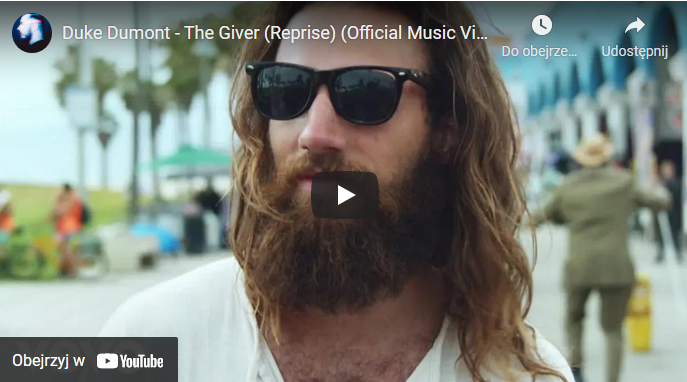 Duke Dumont - The Giver (Reprise) (Official Music Vi...
Do obejrze...
Udostępnij
Obejrzyj w YouTube